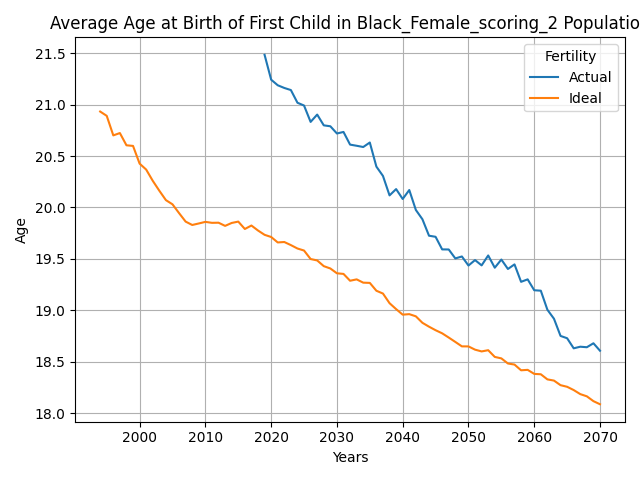 Average Age at Birth of First Child in Black_Female_scoring_2 Populatio
Fertility
Actual
Ideal
21.5
21.0
20.5
20.0
19.5
19.0
18.5
18.0
Age
2000 2010 2020 2030 2040 2050 2060 2070
Years